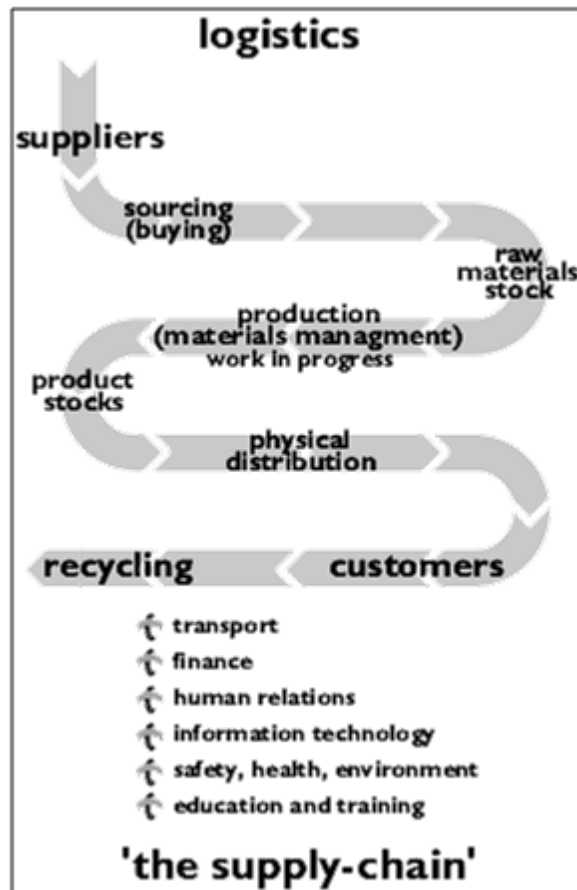 logistics
suppliers
sourcing
(buying)
raw
materials
stock
production
(materials managment)
work in progress
product
stocks
physical
distribution
recycling
customers
transport
finance
human relations
information technology
safety, health, environment
education and training
'the supply-chain'